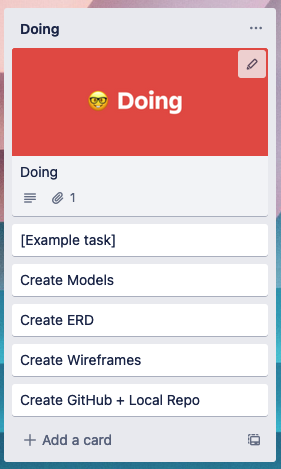 Doing
🤓 Doing
Doing
1
[Example task]
Create Models
Create ERD
Create Wireframes
Create GitHub + Local Repo
+ Add a card